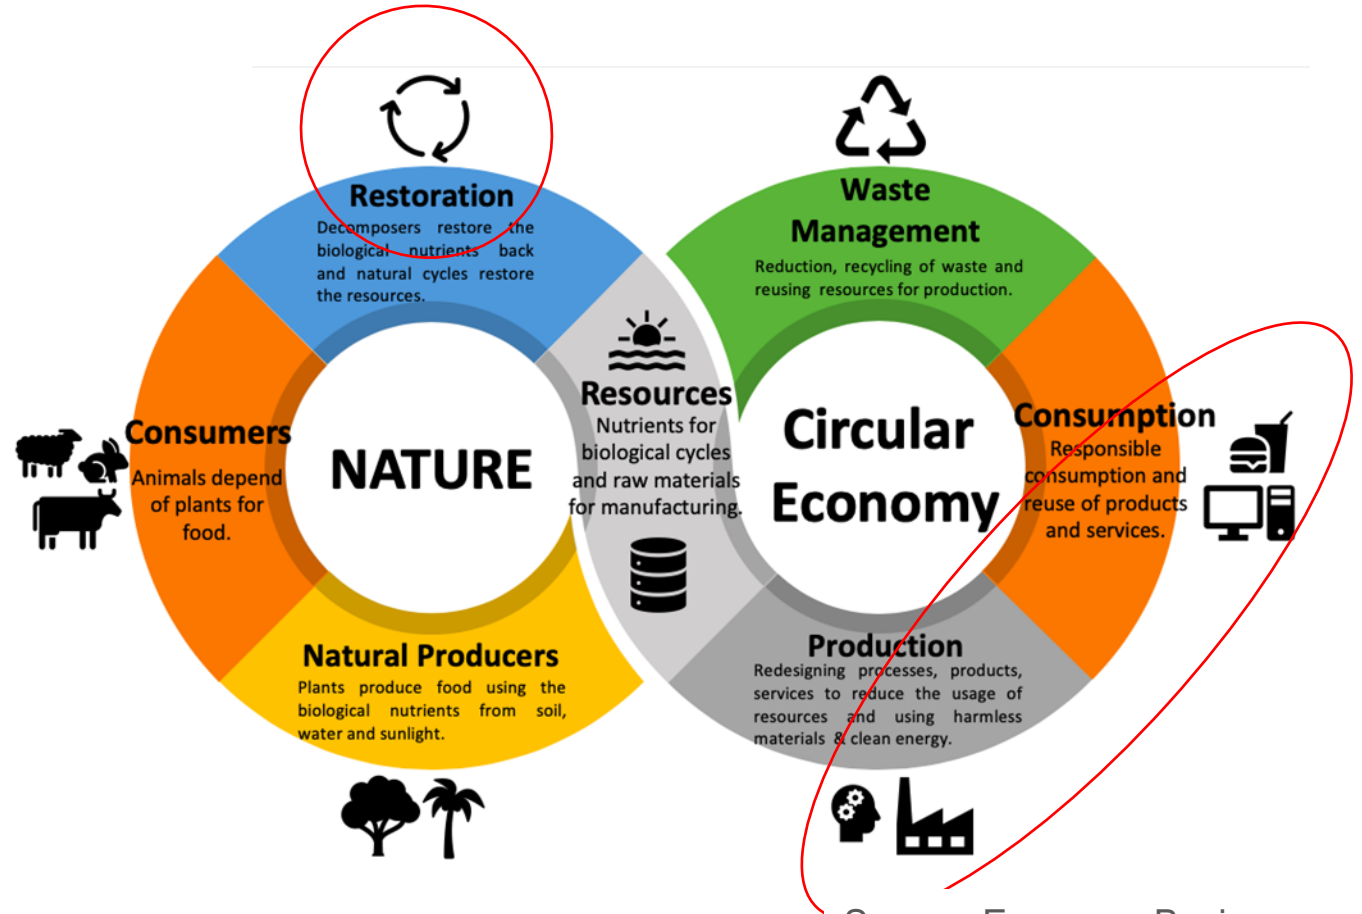 Restoration
Decomposers restore the
biological nutrients back
and natural cycles restore
the resources.
Waste
Management
Reduction, recycling of waste and
reusing resources for production.
Consumers
Animals depend
of plants for
food.
NATURE
Resources
Nutrients for
biological cycles
and raw materials
for manufacturing.
Circular
Economy
Consumption
Responsible
consumption and
reuse of products
and services.
Natural Producers
Plants produce food using the
biological nutrients from soil,
water and sunlight.
Production
Redesigning processes, products,
services to reduce the usage of
resources and using harmless
materials & clean energy.